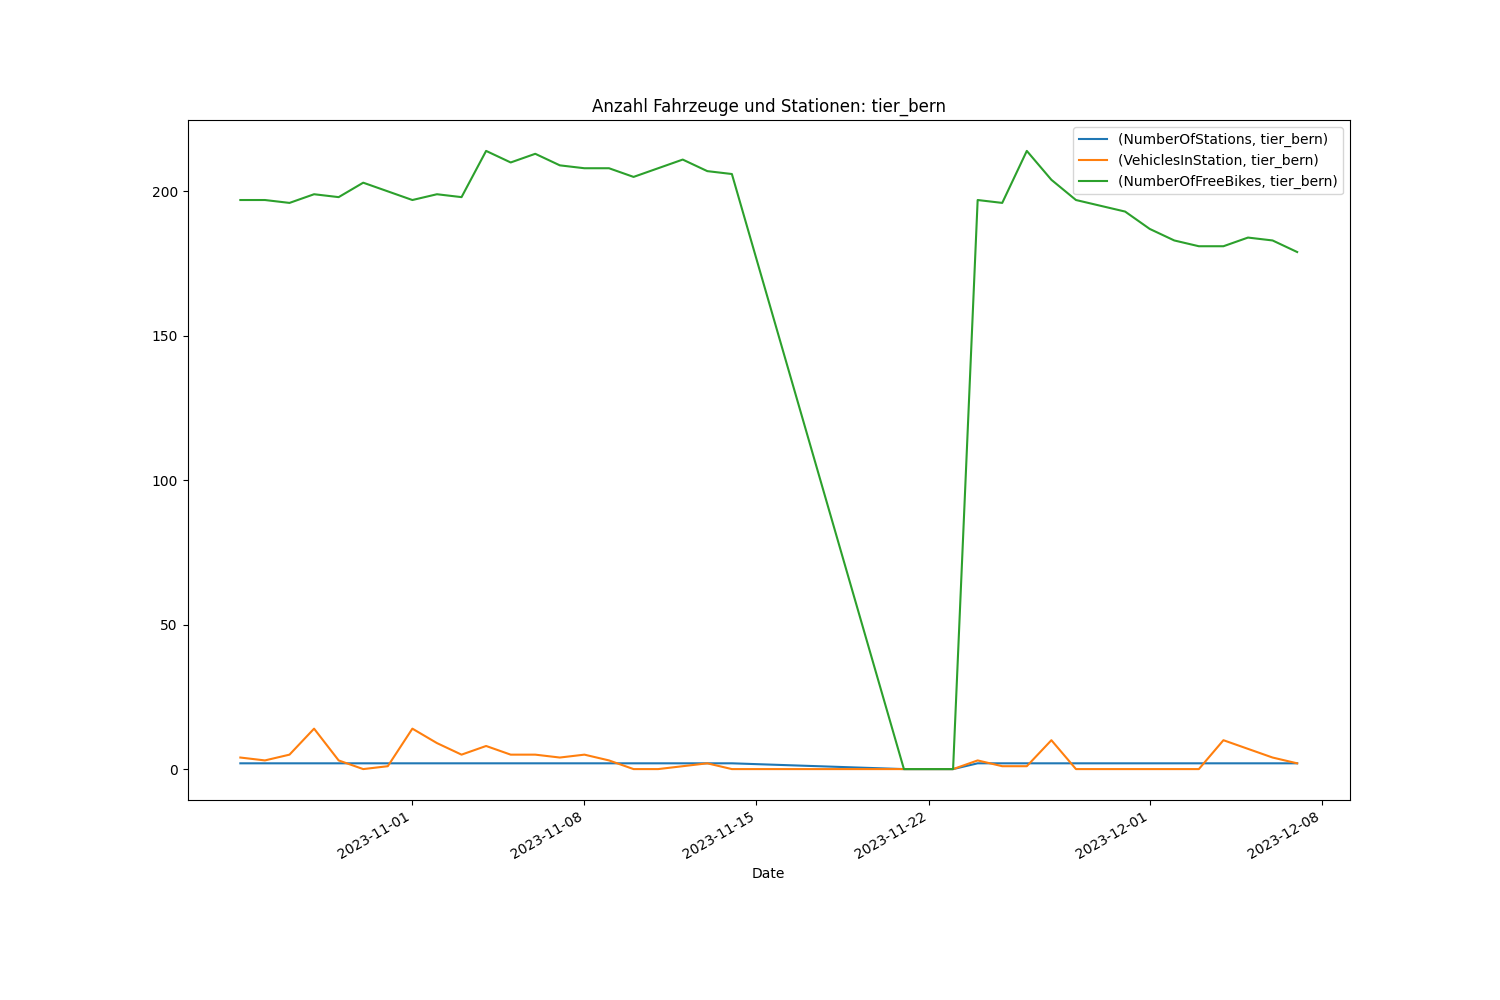 Anzahl Fahrzeuge und Stationen: tier_bern
(NumberOfStations, tier_bern)
(VehiclesInStation, tier_bern)
(NumberOfFreeBikes, tier_bern)
200
150
100
50
0
2023-11-01
2023-11-08
2023-11-15
2023-11-22
2023-12-01
2023-12-08
Date